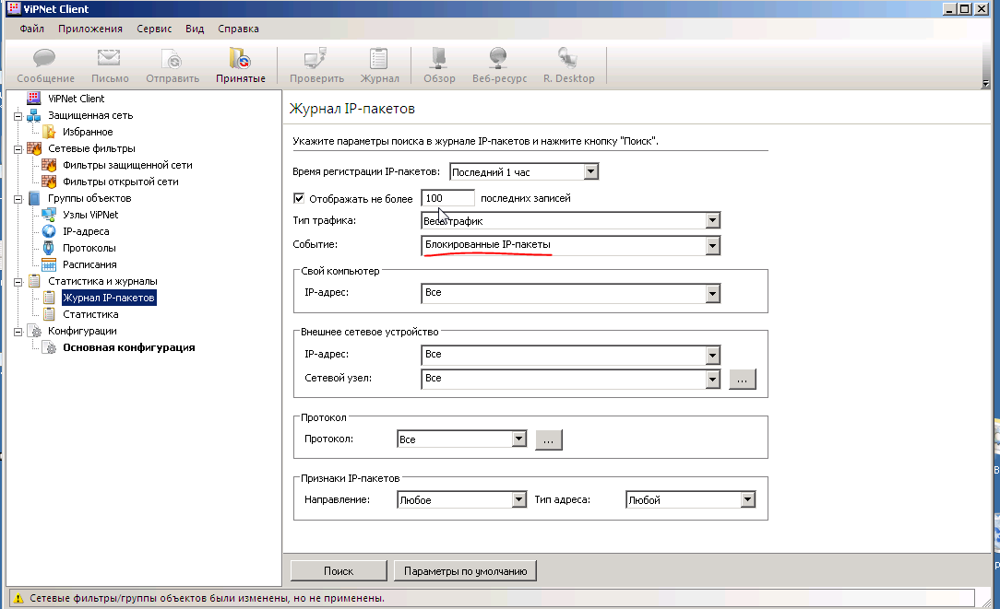 ViPNet Client
Файл Приложения Сервис Вид Справка
Сообщение Письмо Отправить Принятые Проверить Журнал Обзор Веб-ресурс R. Desktop
ViPNet Client
Защищенная сеть
Избранное
Сетевые фильтры
Фильтры защищенной сети
Фильтры открытой сети
Группы объектов
Узлы ViPNet
IP-адреса
Протоколы
Расписания
Статистика и журналы
Журнал IP-пакетов
Статистика
Конфигурации
Основная конфигурация
Журнал IP-пакетов
Укажите параметры поиска в журнале IP-пакетов и нажмите кнопку "Поиск".
Время регистрации IP-пакетов: Последний 1 час
Отображать не более 100 последних записей
Тип трафика: Весь трафик
Событие: Блокированные IP-пакеты
Свой компьютер
IP-адрес: Все
Внешнее сетевое устройство
IP-адрес: Все
Сетевой узел: Все ...
Протокол
Протокол: Все ...
Признаки IP-пакетов
Направление: Любое Тип адреса: Любой
Поиск Параметры по умолчанию
Сетевые фильтры/группы объектов были изменены, но не применены.